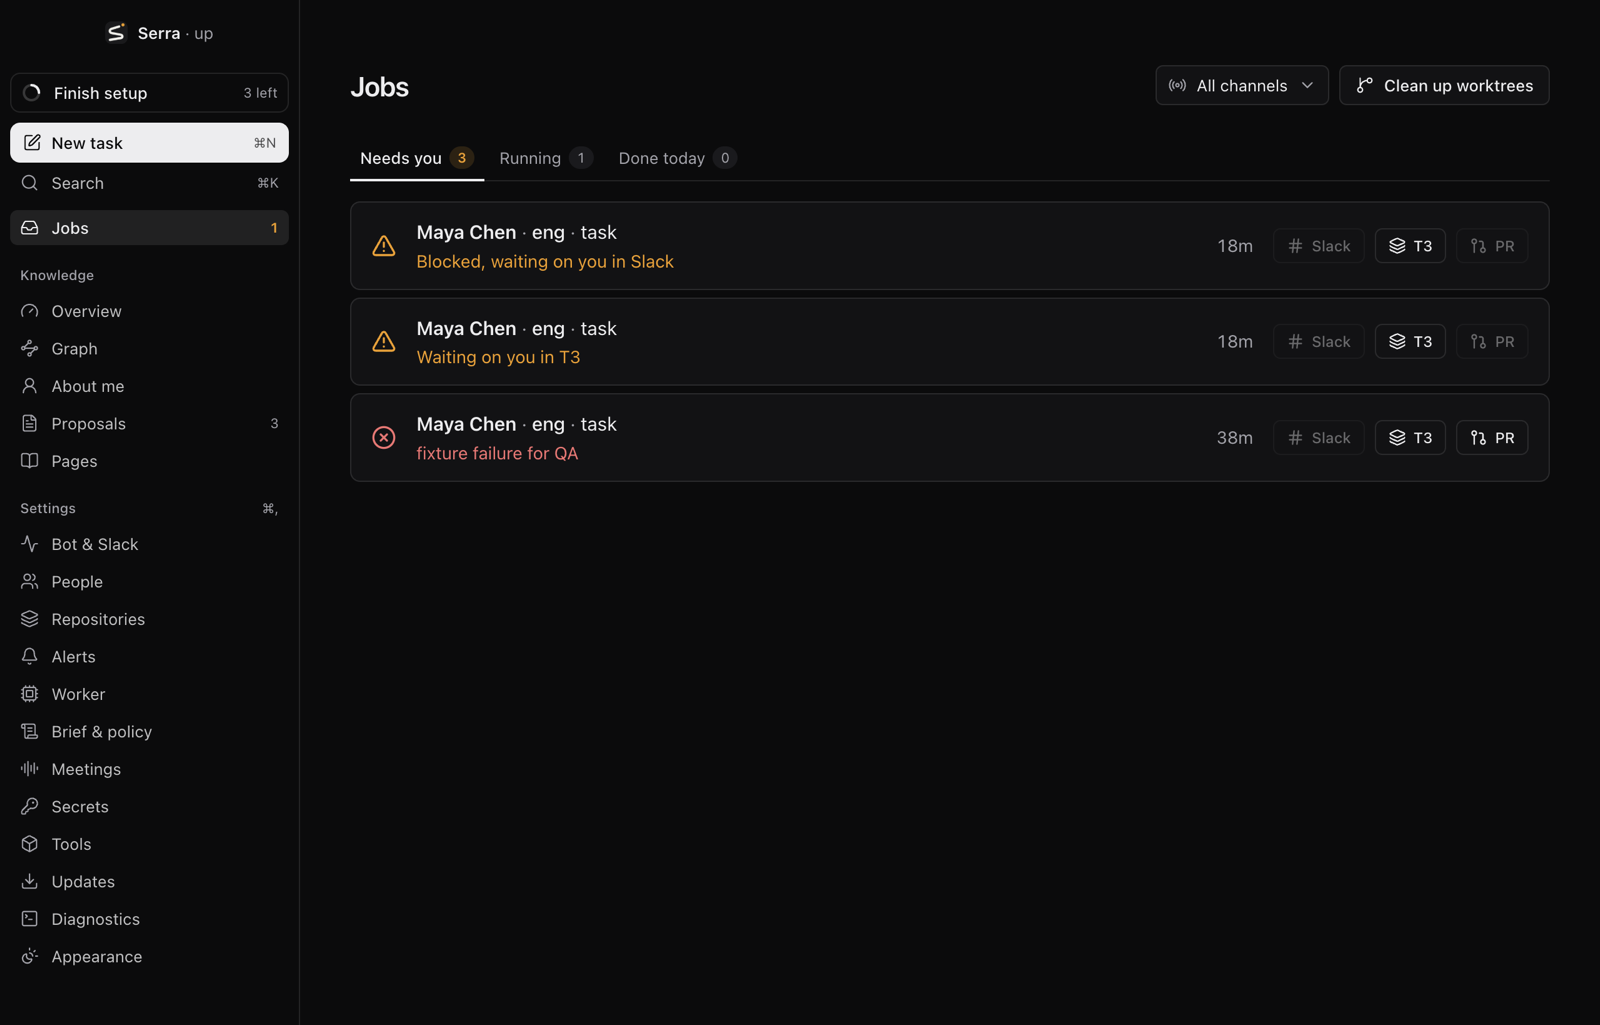 Serra · up
Finish setup 3 left
New task ⌘N
Search ⌘K
Jobs 1
Knowledge
Overview
Graph
About me
Proposals 3
Pages
Settings ⌘,
Bot & Slack
People
Repositories
Alerts
Worker
Brief & policy
Meetings
Secrets
Tools
Updates
Diagnostics
Appearance
Jobs
All channels
Clean up worktrees
Needs you 3 Running 1 Done today 0
Maya Chen · eng · task
Blocked, waiting on you in Slack
18m # Slack T3 PR
Maya Chen · eng · task
Waiting on you in T3
18m # Slack T3 PR
Maya Chen · eng · task
fixture failure for QA
38m # Slack T3 PR